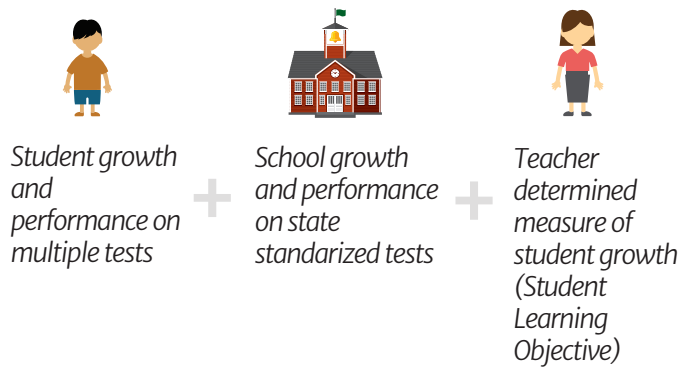 Student growth
and
performance on
multiple tests
+
School growth
and performance
on state
standarized tests
+
Teacher
determined
measure of
student growth
(Student
Learning
Objective)